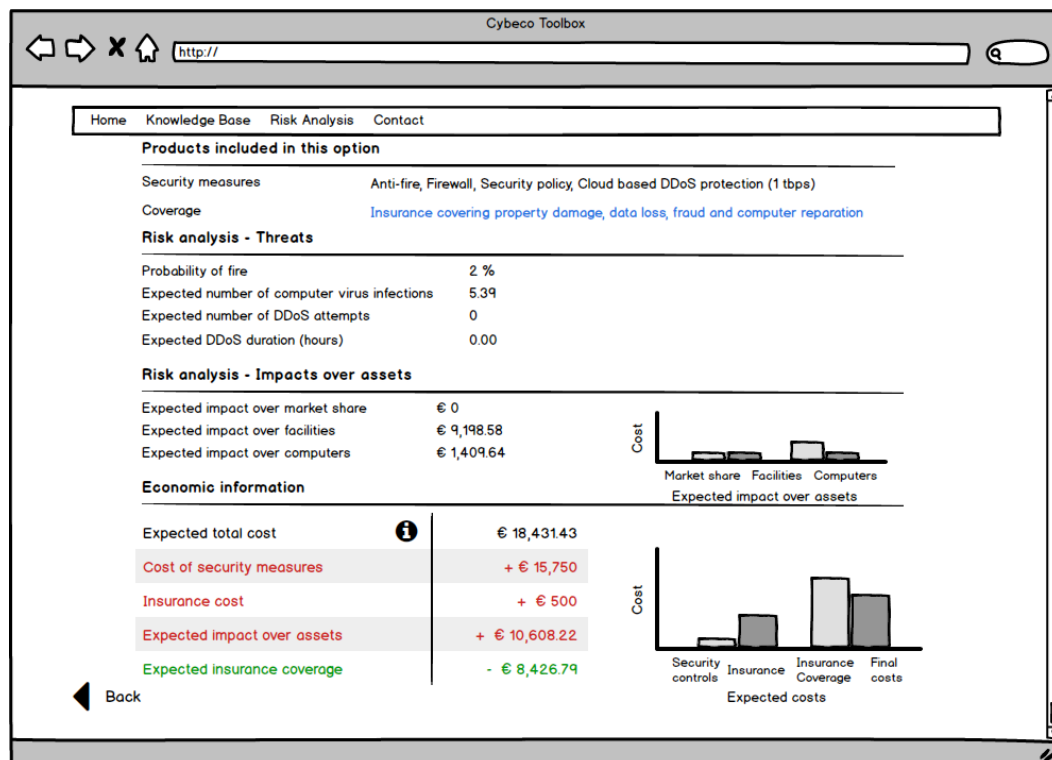 Cybeco Toolbox
http://
Home Knowledge Base Risk Analysis Contact
Products included in this option
Security measures Anti-fire, Firewall, Security policy, Cloud based DDoS protection (1 tbps)
Coverage Insurance covering property damage, data loss, fraud and computer reparation
Risk analysis - Threats
Probability of fire 2 %
Expected number of computer virus infections 5.39
Expected number of DDoS attempts 0
Expected DDoS duration (hours) 0.00
Risk analysis - Impacts over assets
Expected impact over market share € 0
Expected impact over facilities € 9,198.58
Expected impact over computers € 1,409.64
Cost
Market share Facilities Computers
Expected impact over assets
Economic information
Expected total cost € 18,431.43
Cost of security measures + € 15,750
Insurance cost + € 500
Expected impact over assets + € 10,608.22
Expected insurance coverage - € 8,426.79
Cost
Security controls Insurance Insurance Coverage Final costs
Expected costs
Back